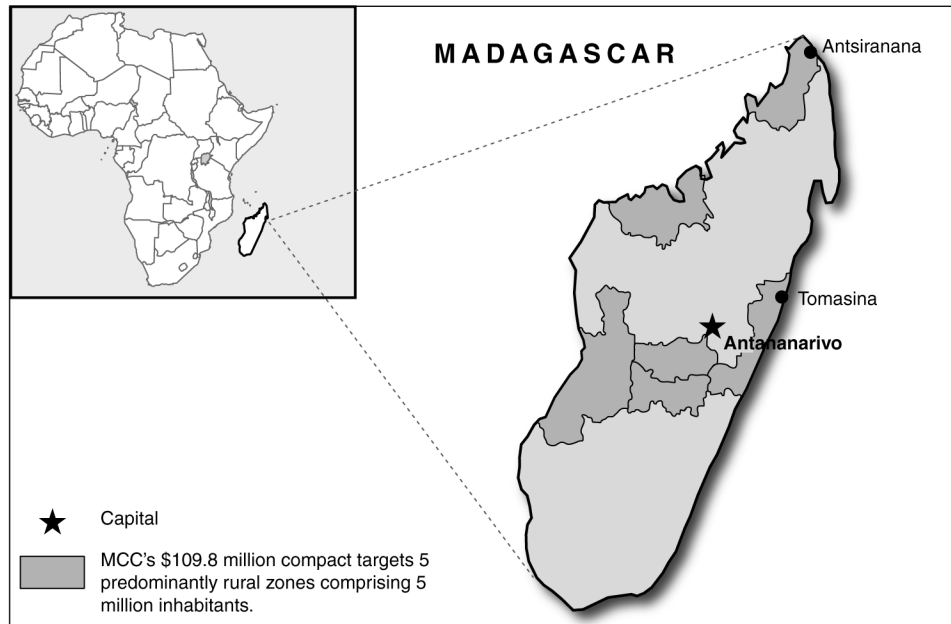 MADAGASCAR
Antsiranana
Tomasina
Antananarivo
Capital
MCC's $109.8 million compact targets 5
predominantly rural zones comprising 5
million inhabitants.